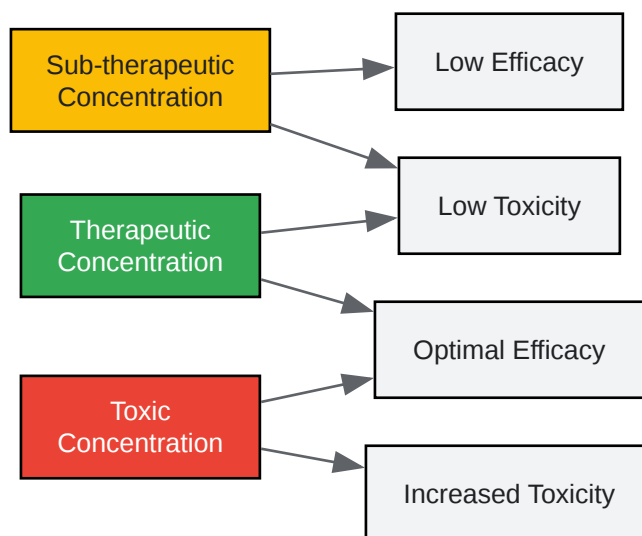 Sub-therapeutic
Concentration
Low Efficacy
Low Toxicity
Therapeutic
Concentration
Optimal Efficacy
Toxic
Concentration
Increased Toxicity